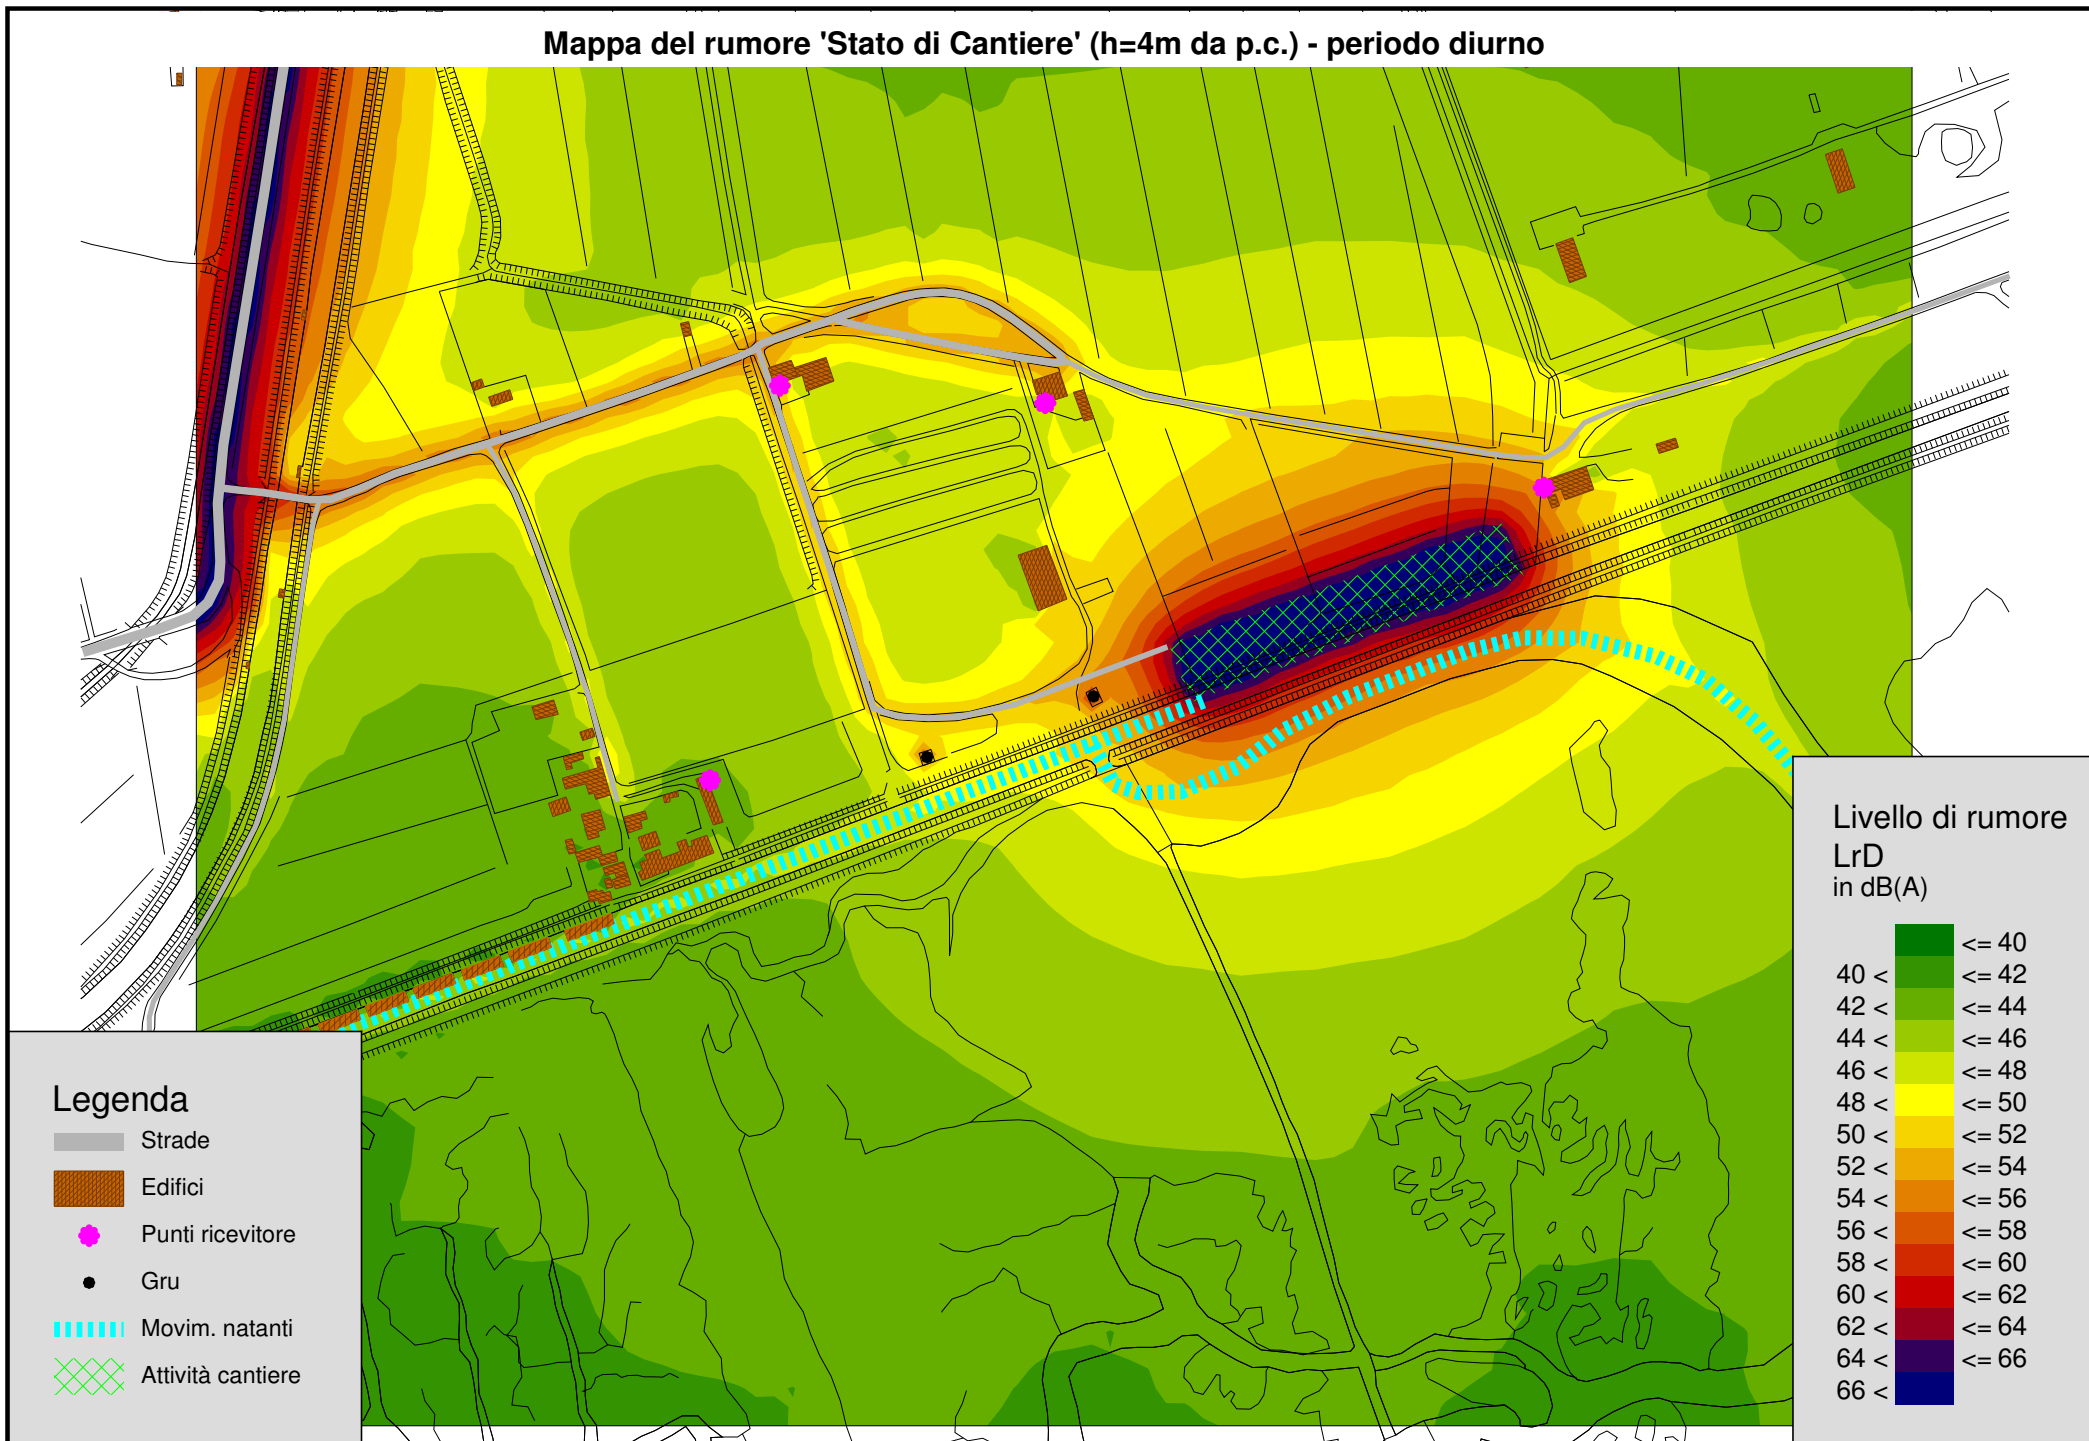 Mappa del rumore 'Stato di Cantiere' (h=4m da p.c.) - periodo diurno
Legenda
Strade
Edifici
Punti ricevitore
Gru
Movim. natanti
Attività cantiere
Livello di rumore
LrD
in dB(A)
<= 40
40 < <= 42
42 < <= 44
44 < <= 46
46 < <= 48
48 < <= 50
50 < <= 52
52 < <= 54
54 < <= 56
56 < <= 58
58 < <= 60
60 < <= 62
62 < <= 64
64 < <= 66
66 <